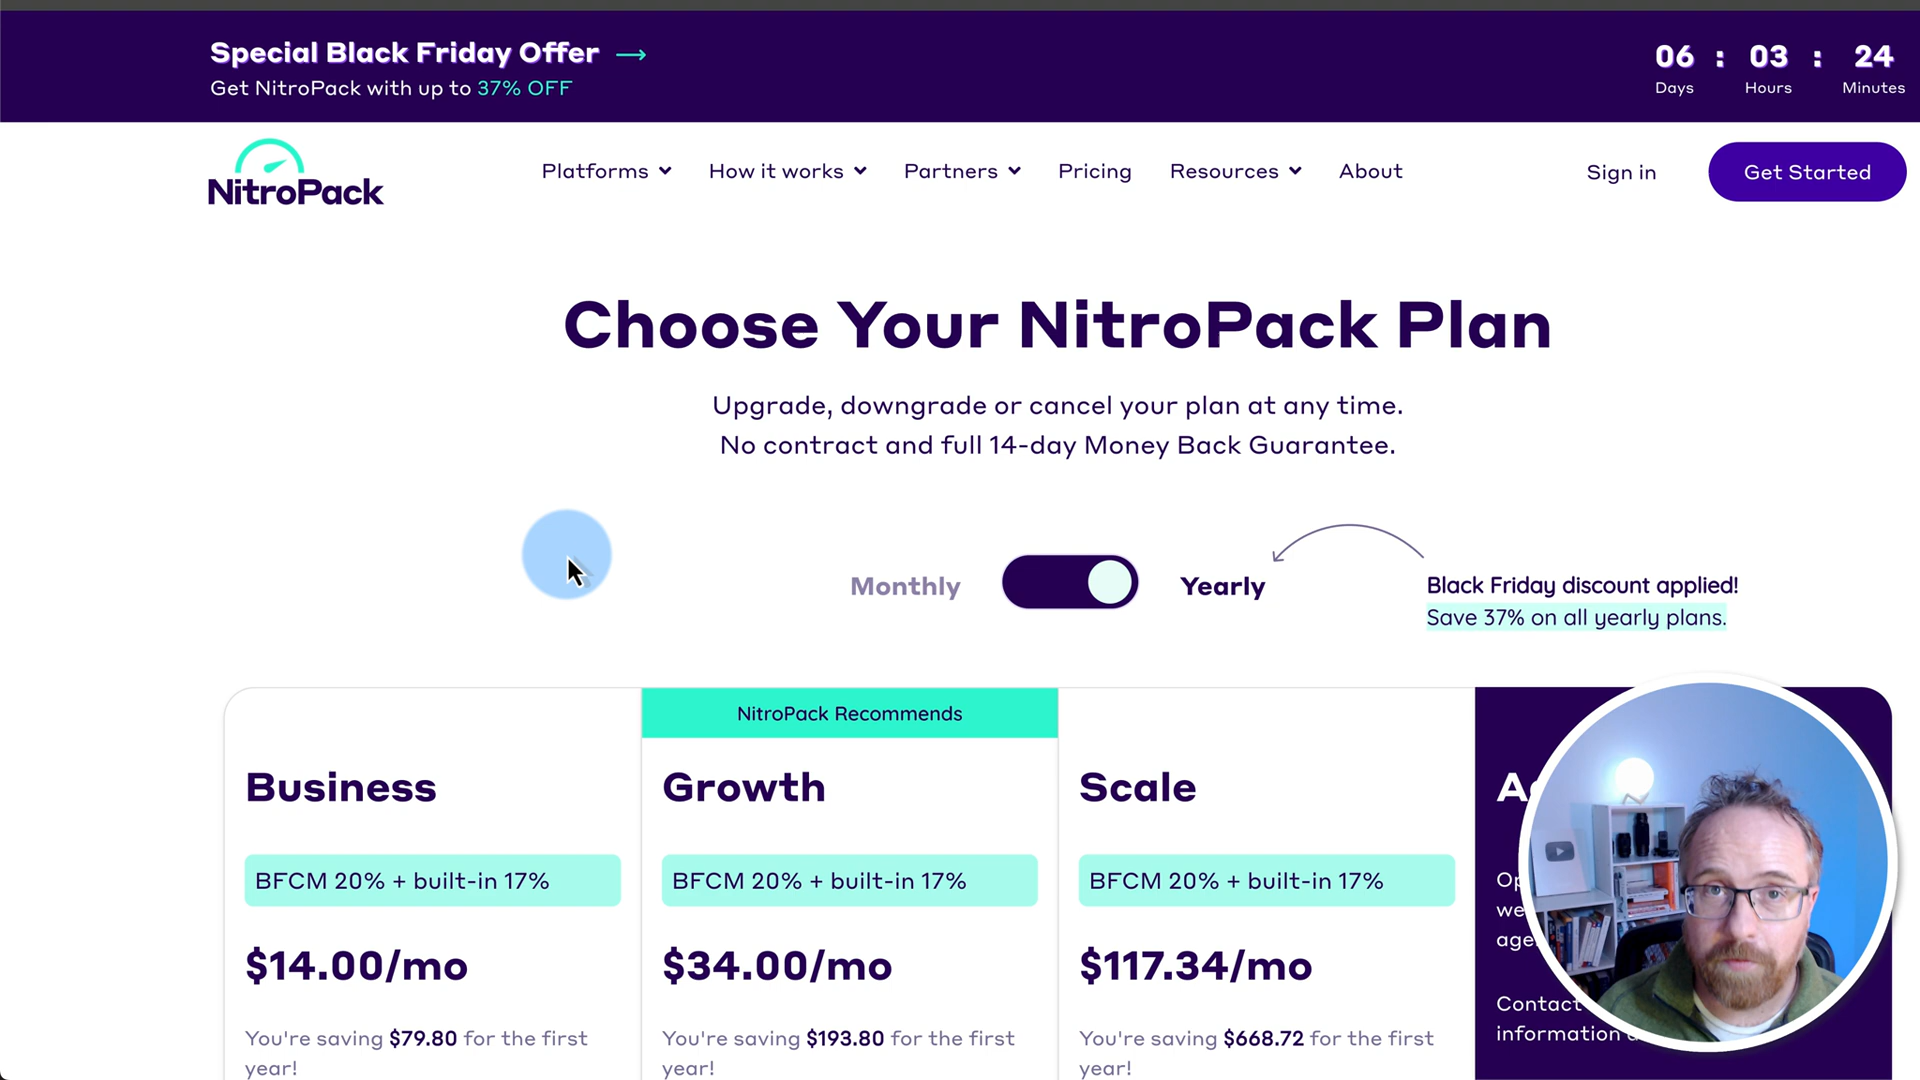 Special Black Friday Offer →
Get NitroPack with up to 37% OFF
06 : 03 : 24
Days Hours Minutes
NitroPack
Platforms How it works Partners Pricing Resources About
Sign in
Get Started
Choose Your NitroPack Plan
Upgrade, downgrade or cancel your plan at any time.
No contract and full 14-day Money Back Guarantee.
Monthly Yearly
Black Friday discount applied!
Save 37% on all yearly plans.
NitroPack Recommends
Business
BFCM 20% + built-in 17%
$14.00/mo
You're saving $79.80 for the first
year!
Growth
BFCM 20% + built-in 17%
$34.00/mo
You're saving $193.80 for the first
year!
Scale
BFCM 20% + built-in 17%
$117.34/mo
You're saving $668.72 for the first
year!
Contact
information